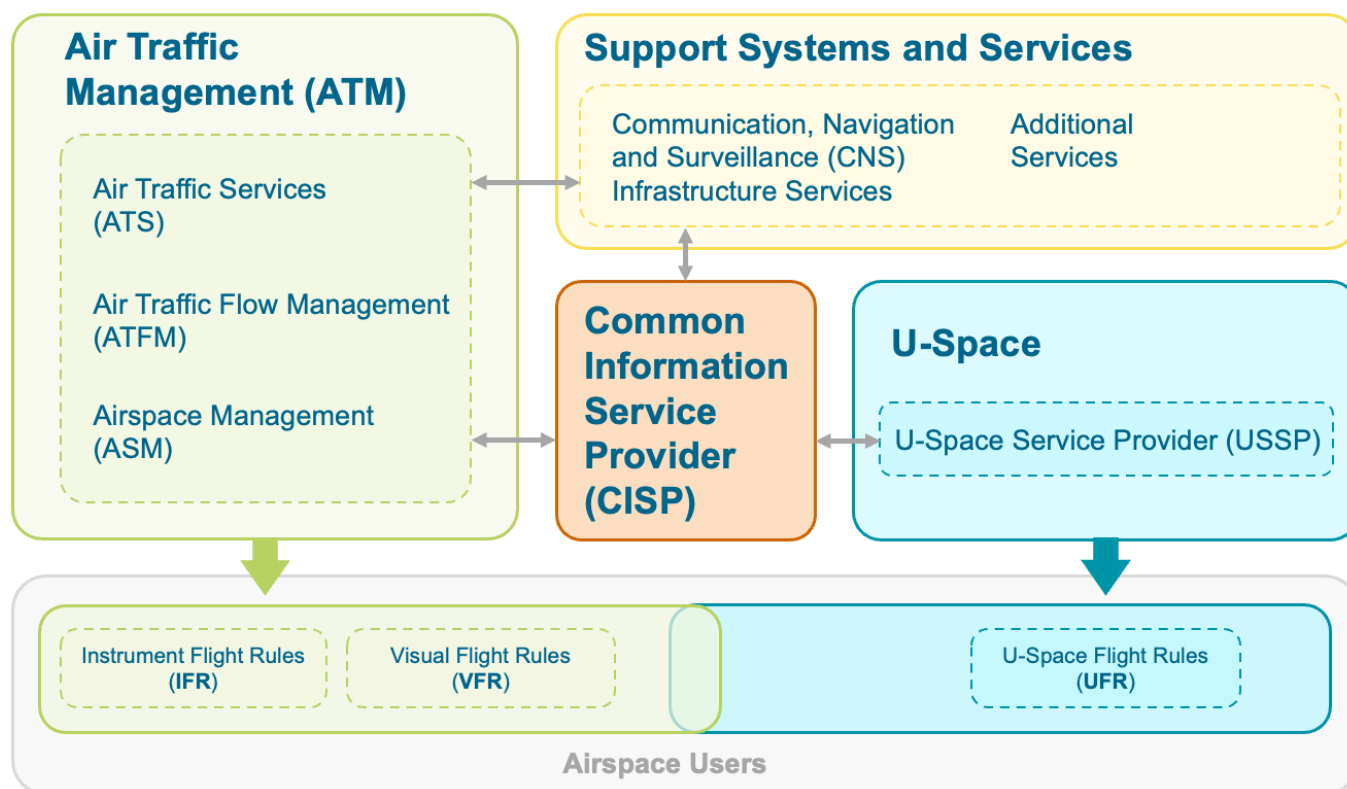 Air Traffic
Management (ATM)
Air Traffic Services
(ATS)
Air Traffic Flow Management
(ATFM)
Airspace Management
(ASM)
Support Systems and Services
Communication, Navigation
and Surveillance (CNS)
Infrastructure Services
Additional
Services
Common
Information
Service
Provider
(CISP)
U-Space
U-Space Service Provider (USSP)
Instrument Flight Rules
(IFR)
Visual Flight Rules
(VFR)
U-Space Flight Rules
(UFR)
Airspace Users